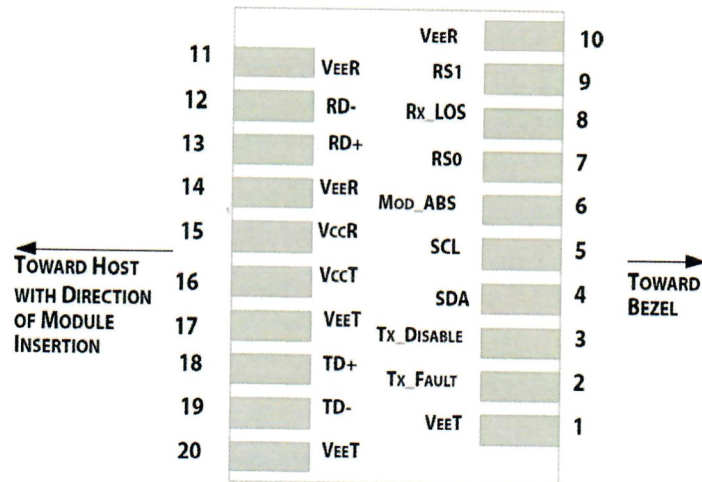 11 VEER
12 RD-
13 RD+
14 VEER
15 VCCR
16 VCCT
17 VEET
18 TD+
19 TD-
20 VEET
VEER 10
RS1 9
RX_LOS 8
RS0 7
MOD_ABS 6
SCL 5
SDA 4
TX_DISABLE 3
TX_FAULT 2
VEET 1
TOWARD HOST
WITH DIRECTION
OF MODULE
INSERTION
TOWARD
BEZEL